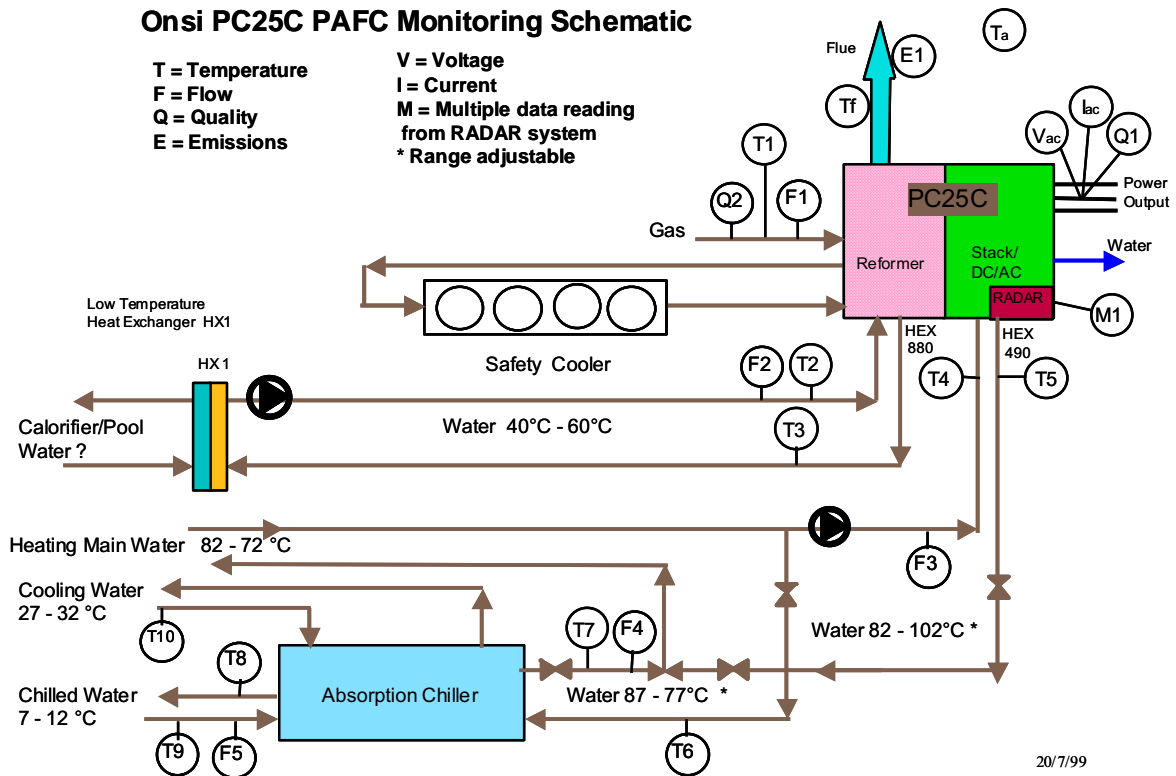 Onsi PC25C PAFC Monitoring Schematic
T = Temperature
F = Flow
Q = Quality
E = Emissions
V = Voltage
I = Current
M = Multiple data reading
from RADAR system
* Range adjustable
Flue
E1
Ta
Tf
Iac
Vac
Q1
T1
Q2
F1
Gas
PC25C
Power
Output
Reformer
Stack/
DC/AC
Water
RADAR
M1
Low Temperature
Heat Exchanger HX1
HX1
Safety Cooler
HEX
880
HEX
490
F2
T2
T4
T5
Calorifier/Pool
Water ?
Water 40°C - 60°C
T3
Heating Main Water 82 - 72 °C
F3
Cooling Water
27 - 32 °C
T10
T7
F4
Water 82 - 102°C *
T8
Absorption Chiller
Water 87 - 77°C *
Chilled Water
7 - 12 °C
T9
F5
T6
20/7/99